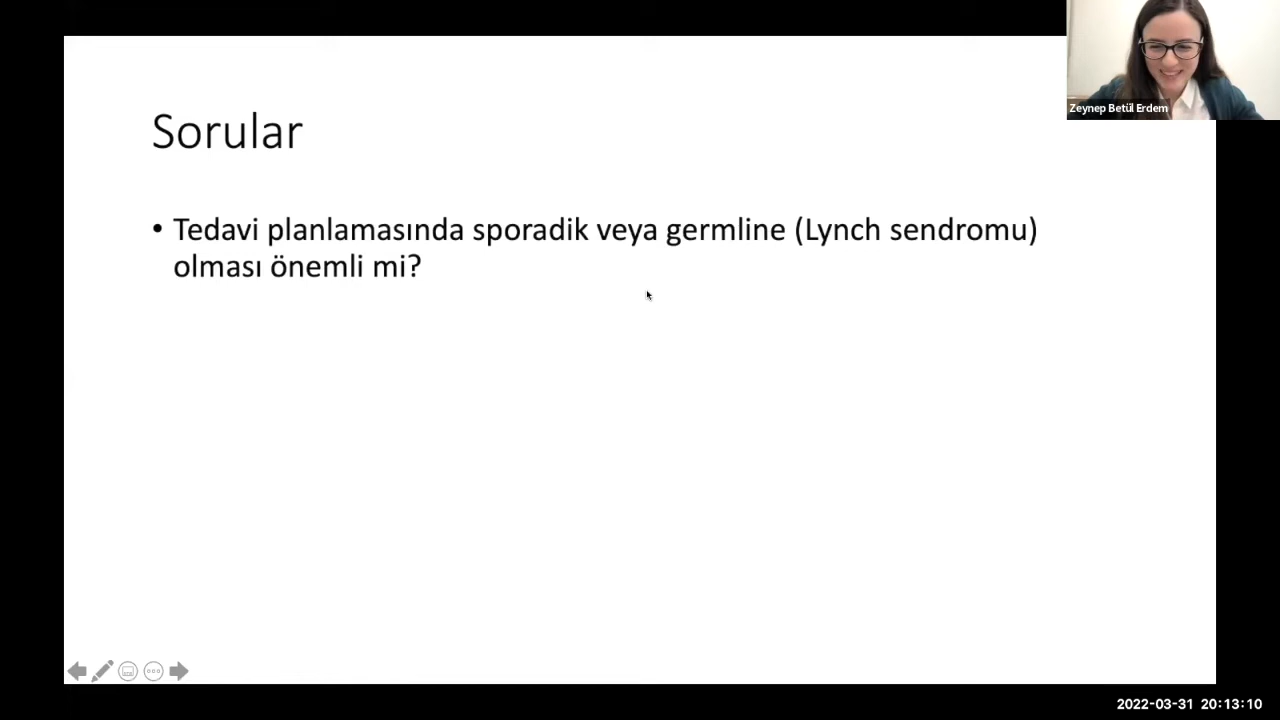 Zeynep Betül Erdem
Sorular
• Tedavi planlamasında sporadik veya germline (Lynch sendromu)
olması önemli mi?
2022-03-31 20:13:10